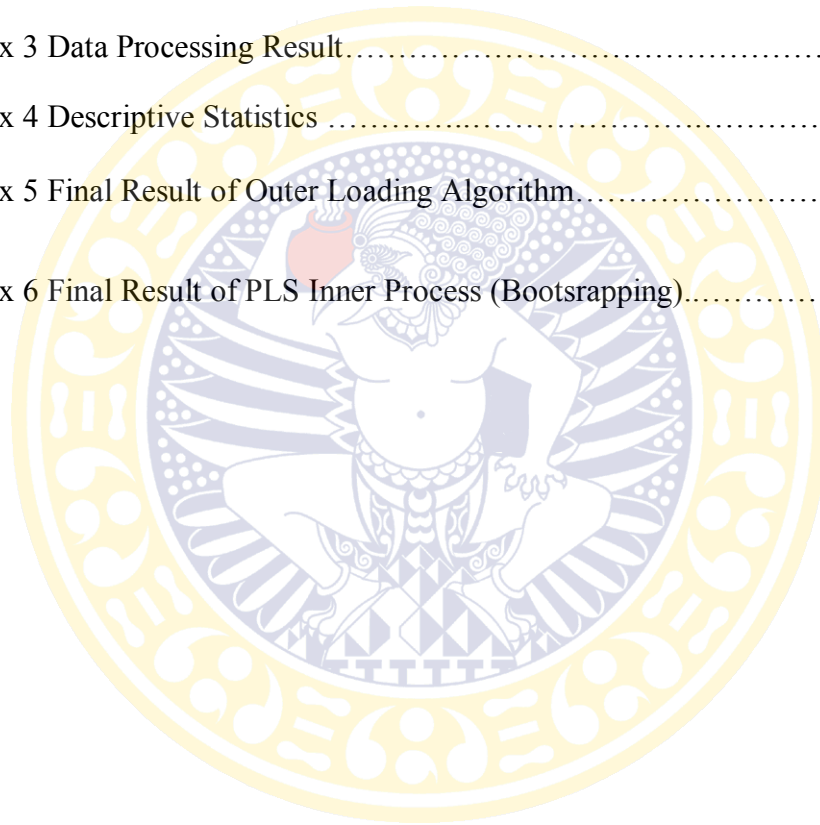 x 3 Data Processing Result……………………………………………….
x 4 Descriptive Statistics …………..…………………….…………
x 5 Final Result of Outer Loading Algorithm……………………
x 6 Final Result of PLS Inner Process (Bootsrapping)..…………